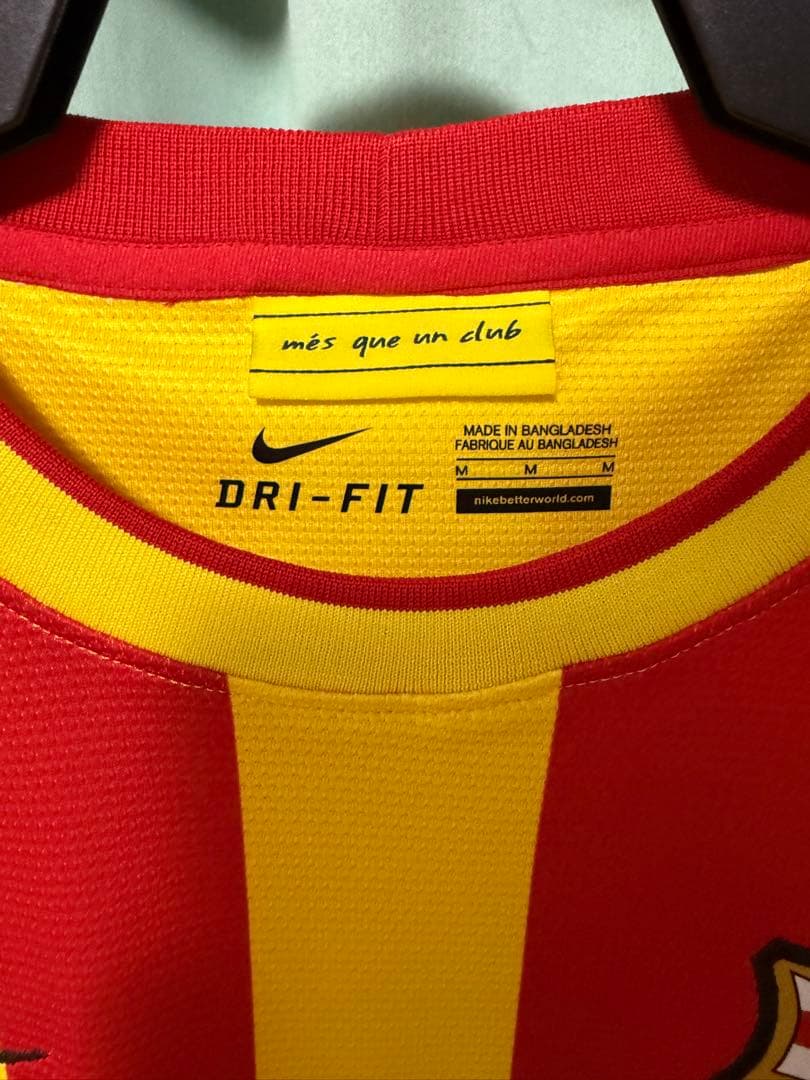 més que un club
DRI-FIT
MADE IN BANGLADESH
FABRIQUE AU BANGLADESH
M M M
nikebetterworld.com